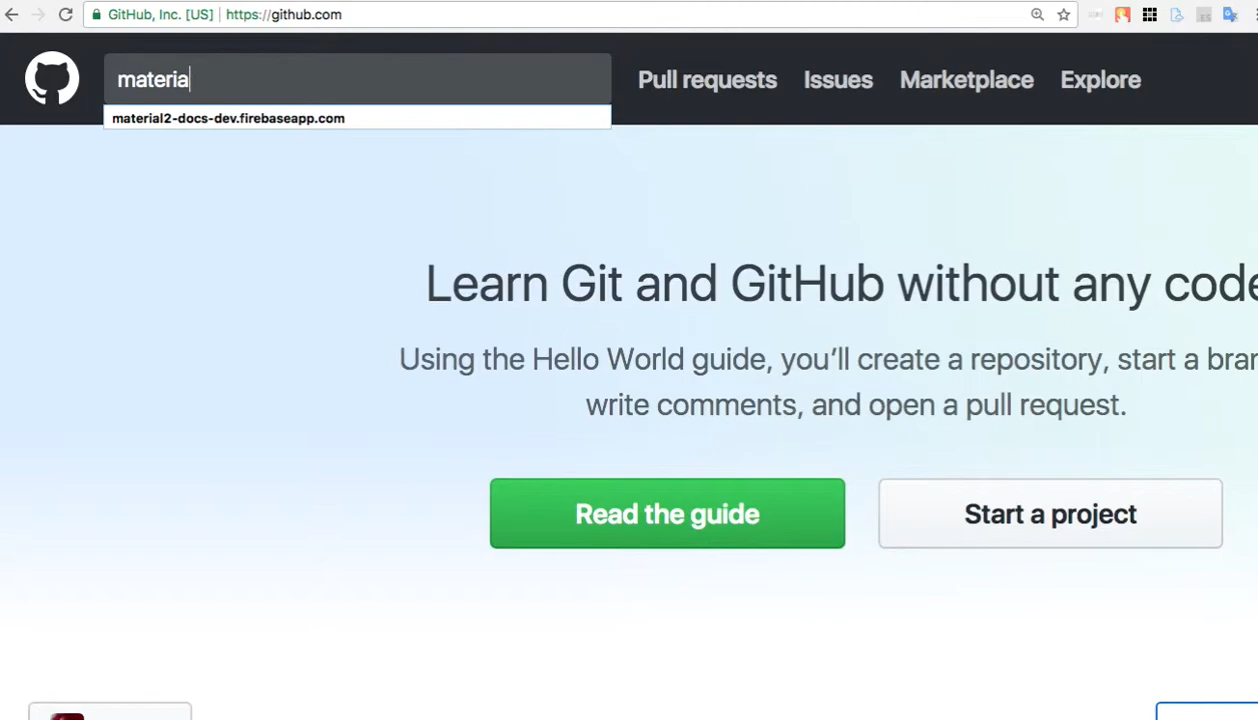 GitHub, Inc. [US] https://github.com
materia Pull requests Issues Marketplace Explore
material2-docs-dev.firebaseapp.com
Learn Git and GitHub without any code
Using the Hello World guide, you’ll create a repository, start a bran
write comments, and open a pull request.
Read the guide Start a project